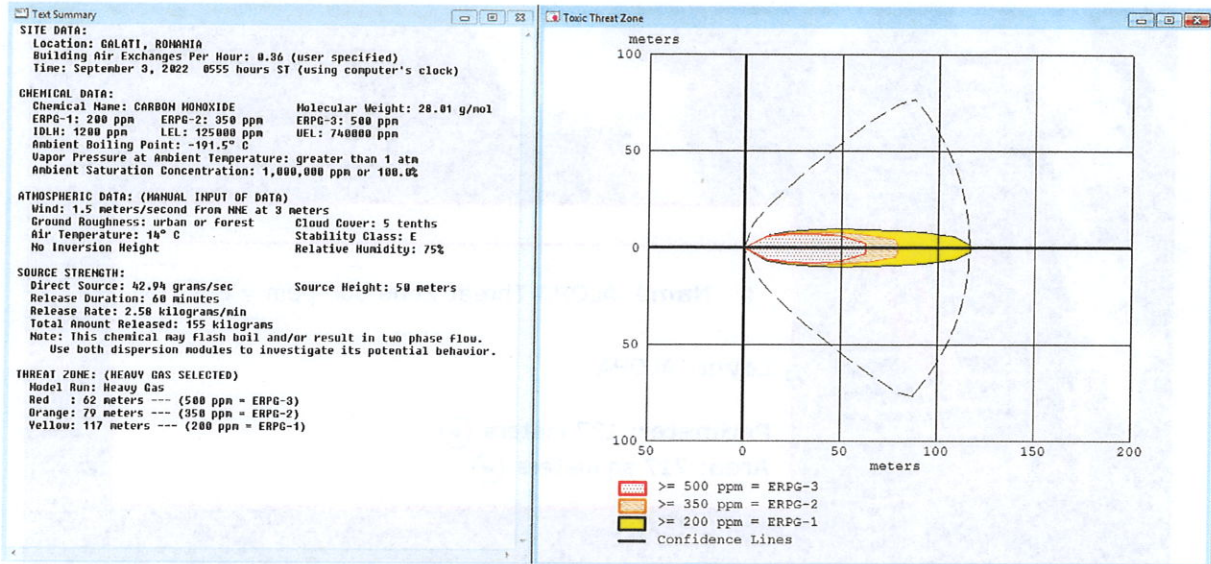 Text Summary
SITE DATA:
Location: GALATI, ROMANIA
Building Air Exchanges Per Hour: 0.36 (user specified)
Time: September 3, 2022 0555 hours ST (using computer's clock)
CHEMICAL DATA:
Chemical Name: CARBON MONOXIDE Molecular Weight: 28.01 g/mol
ERPG-1: 200 ppm ERPG-2: 350 ppm ERPG-3: 500 ppm
IDLH: 1200 ppm LEL: 125000 ppm UEL: 740000 ppm
Ambient Boiling Point: -191.5° C
Vapor Pressure at Ambient Temperature: greater than 1 atm
Ambient Saturation Concentration: 1,000,000 ppm or 100.0%
ATMOSPHERIC DATA: (MANUAL INPUT OF DATA)
Wind: 1.5 meters/second from NNE at 3 meters
Ground Roughness: urban or forest Cloud Cover: 5 tenths
Air Temperature: 14° C Stability Class: E
No Inversion Height Relative Humidity: 75%
SOURCE STRENGTH:
Direct Source: 42.94 grams/sec Source Height: 50 meters
Release Duration: 60 minutes
Release Rate: 2.58 kilograms/min
Total Amount Released: 155 kilograms
Note: This chemical may flash boil and/or result in two phase flow.
Use both dispersion modules to investigate its potential behavior.
THREAT ZONE: (HEAVY GAS SELECTED)
Model Run: Heavy Gas
Red : 62 meters --- (500 ppm = ERPG-3)
Orange: 79 meters --- (350 ppm = ERPG-2)
Yellow: 117 meters --- (200 ppm = ERPG-1)
Toxic Threat Zone
meters
100
50
0
50
100
50 0 50 100 150 200
meters
>= 500 ppm = ERPG-3
>= 350 ppm = ERPG-2
>= 200 ppm = ERPG-1
Confidence Lines